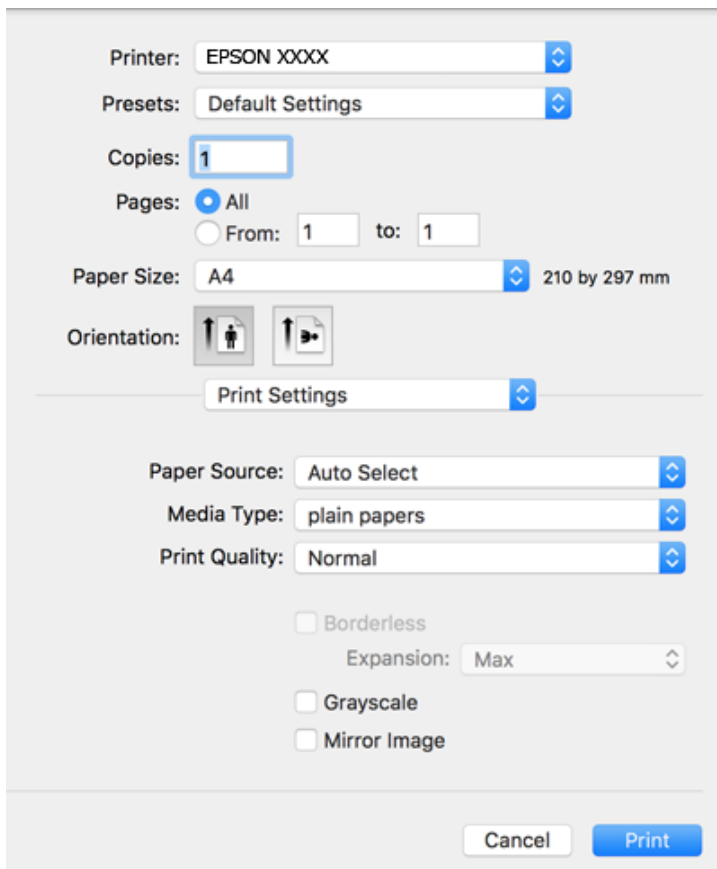 Printer: EPSON XXXX
Presets: Default Settings
Copies: 1
Pages: All
From: 1 to: 1
Paper Size: A4 210 by 297 mm
Orientation:
Print Settings
Paper Source: Auto Select
Media Type: plain papers
Print Quality: Normal
Borderless
Expansion: Max
Grayscale
Mirror Image
Cancel Print